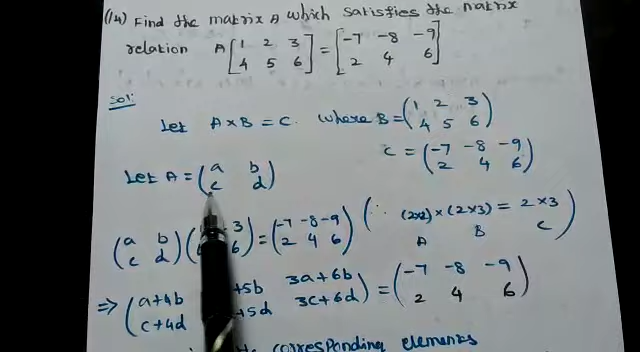 (14) Find the matrix A which satisfies the matrix
relation A [1 2 3 / 4 5 6] = [-7 -8 -9 / 2 4 6]
Sol:
Let A×B = C. where B = (1 2 3 / 4 5 6)
C = (-7 -8 -9 / 2 4 6)
Let A = (a b / c d)
(a b / c d) ( 3 / 6) = (-7 -8 -9 / 2 4 6) (∵ (2×2)×(2×3) = 2×3)
A B C
⇒ (a+4b +5b 3a+6b / c+4d +5d 3c+6d) = (-7 -8 -9 / 2 4 6)
corresponding elements